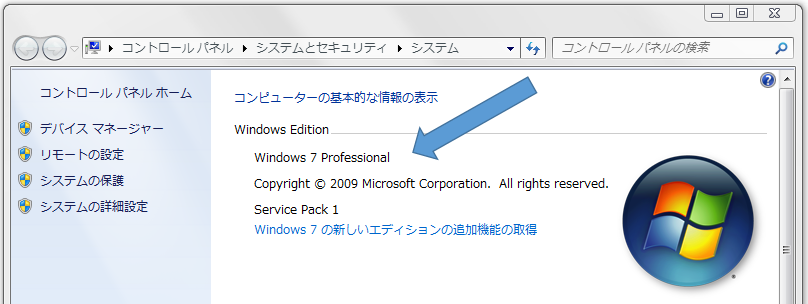 コントロール パネル システムとセキュリティ システム
コントロール パネルの検索
コントロール パネル ホーム
デバイス マネージャー
リモートの設定
システムの保護
システムの詳細設定
コンピューターの基本的な情報の表示
Windows Edition
Windows 7 Professional
Copyright © 2009 Microsoft Corporation. All rights reserved.
Service Pack 1
Windows 7 の新しいエディションの追加機能の取得